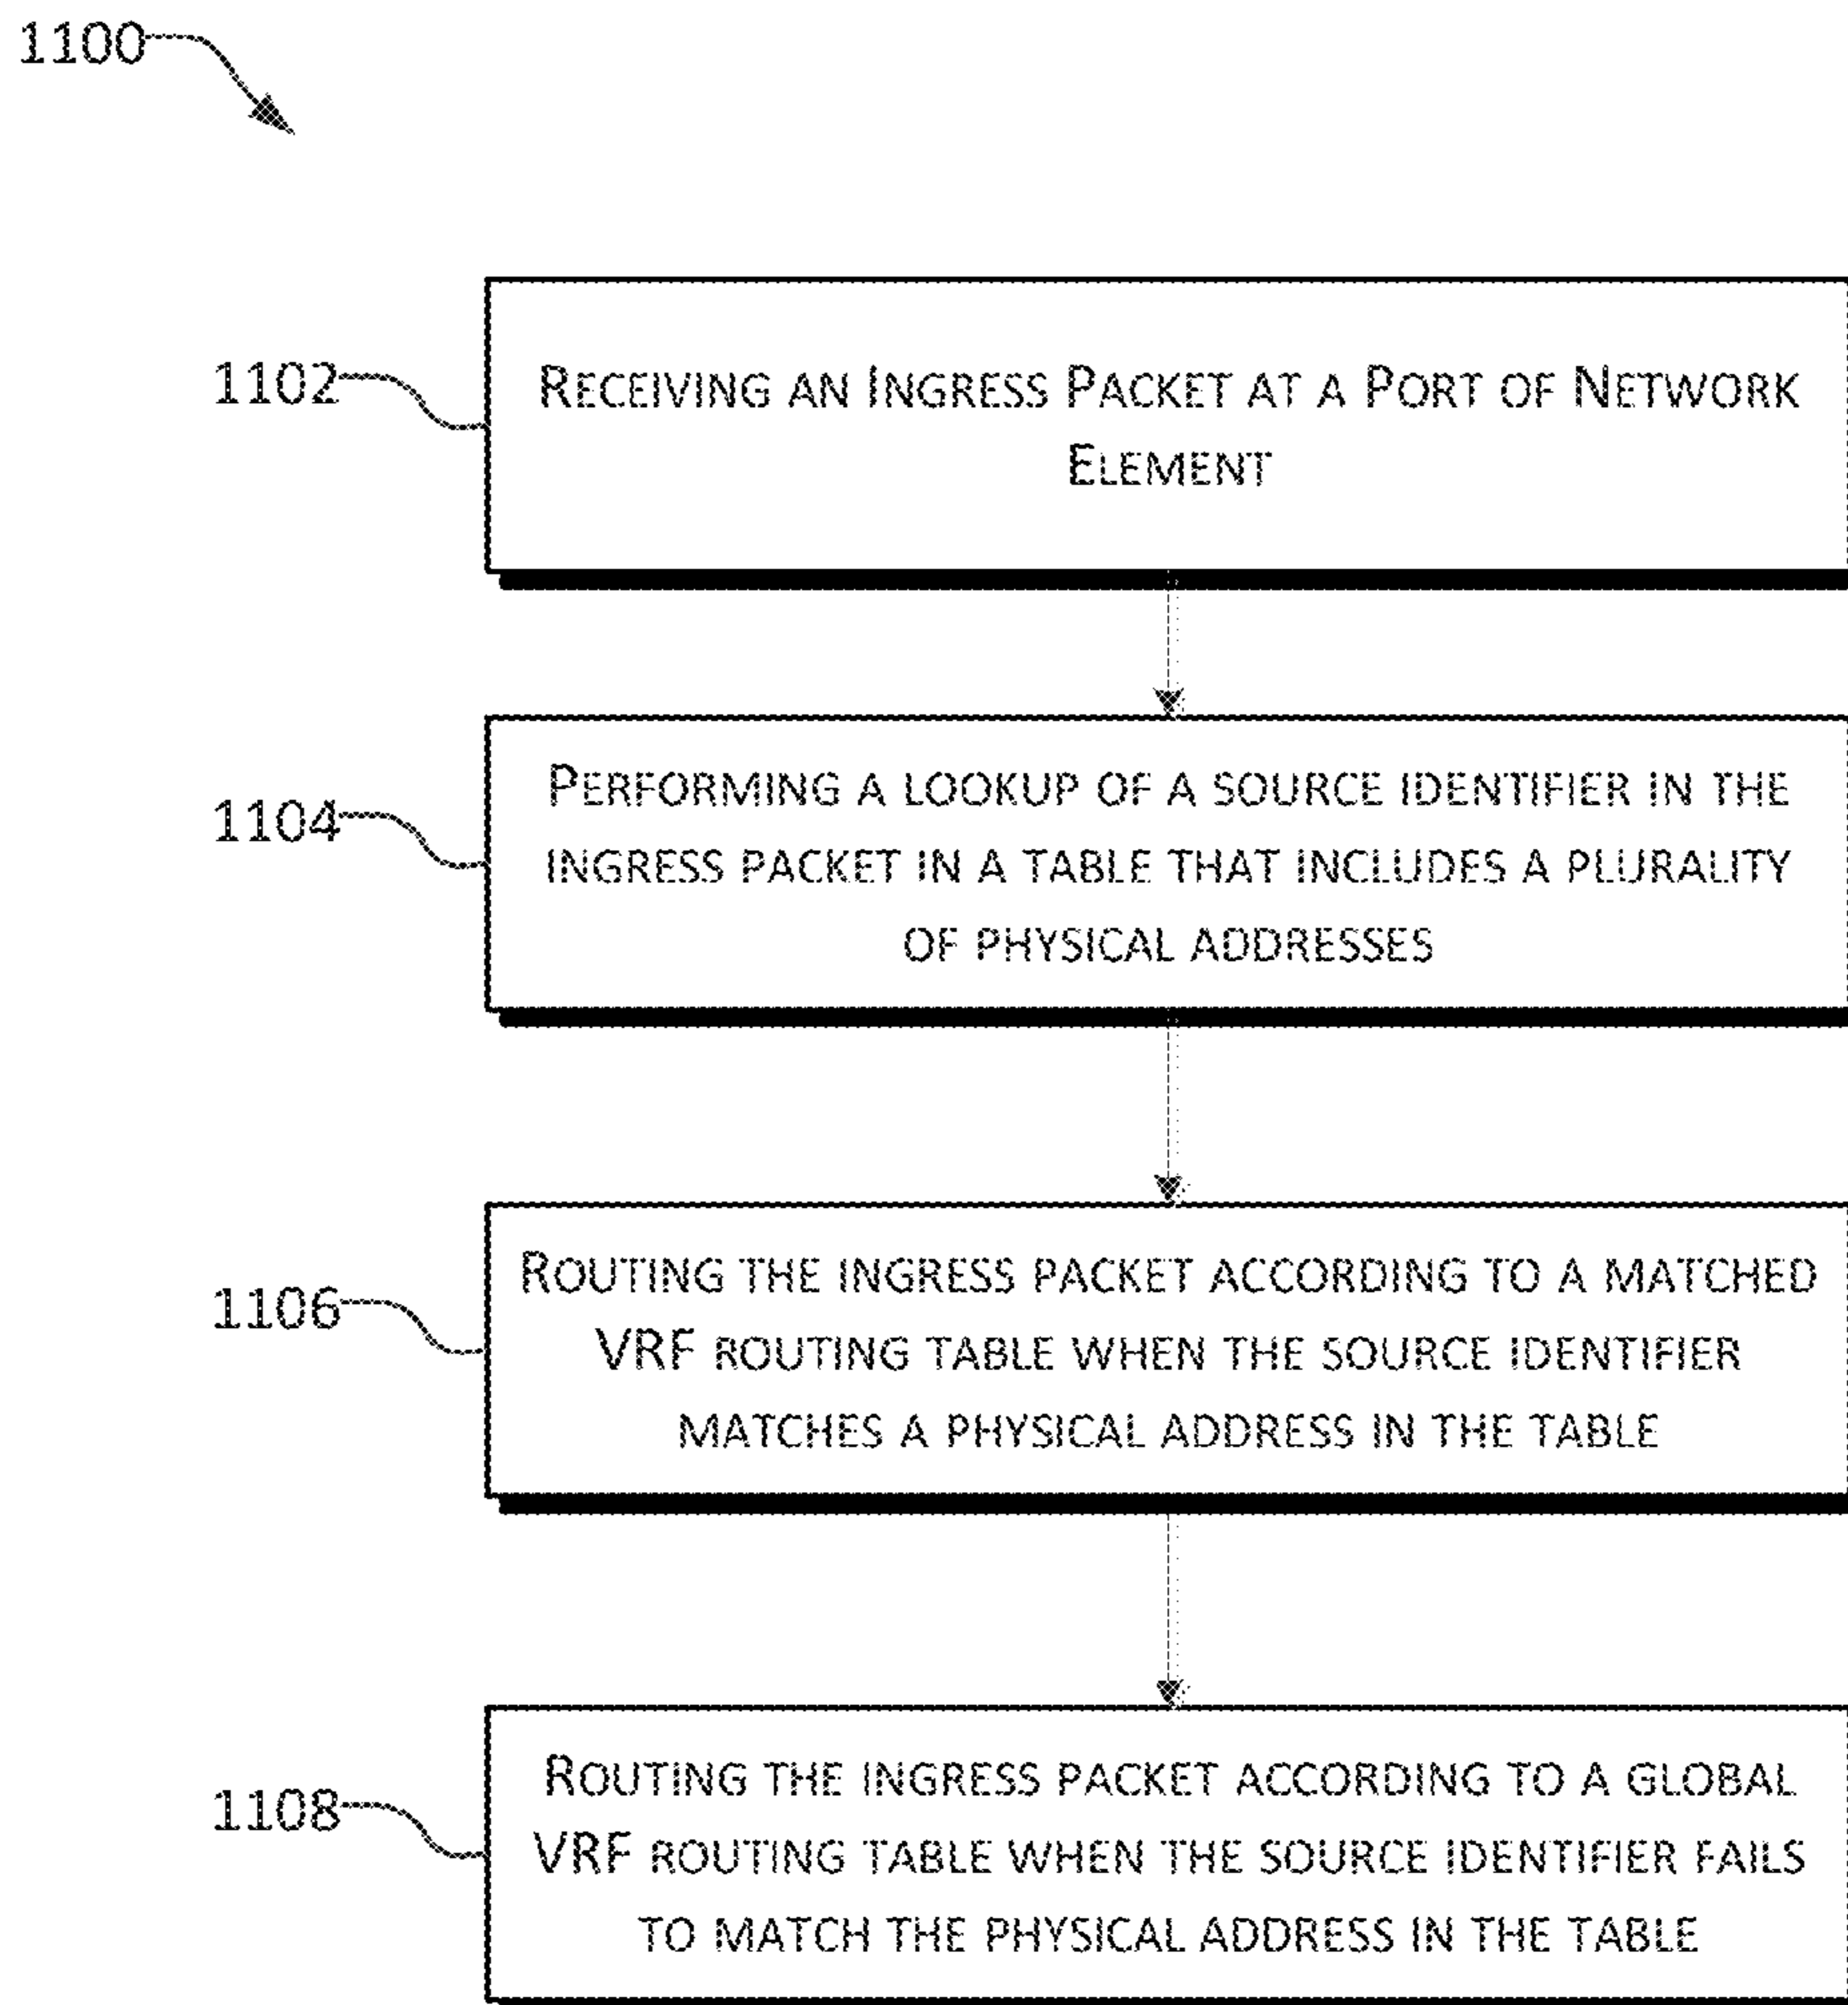 1100
1102
RECEIVING AN INGRESS PACKET AT A PORT OF NETWORK
ELEMENT
1104
PERFORMING A LOOKUP OF A SOURCE IDENTIFIER IN THE
INGRESS PACKET IN A TABLE THAT INCLUDES A PLURALITY
OF PHYSICAL ADDRESSES
1106
ROUTING THE INGRESS PACKET ACCORDING TO A MATCHED
VRF ROUTING TABLE WHEN THE SOURCE IDENTIFIER
MATCHES A PHYSICAL ADDRESS IN THE TABLE
1108
ROUTING THE INGRESS PACKET ACCORDING TO A GLOBAL
VRF ROUTING TABLE WHEN THE SOURCE IDENTIFIER FAILS
TO MATCH THE PHYSICAL ADDRESS IN THE TABLE